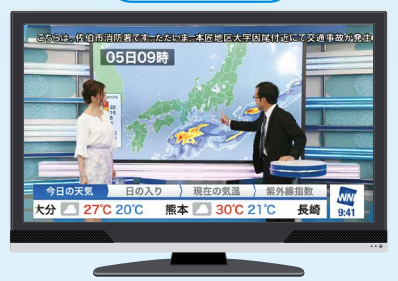 こちらは、佐伯市消防署です。ただいま、本匠地区大字因尾付近にて交通事故が発生
05日09時
今日の天気 日の入り 現在の気温 紫外線指数
大分 27℃ 20℃ 熊本 30℃ 21℃ 長崎
WNI
9:41